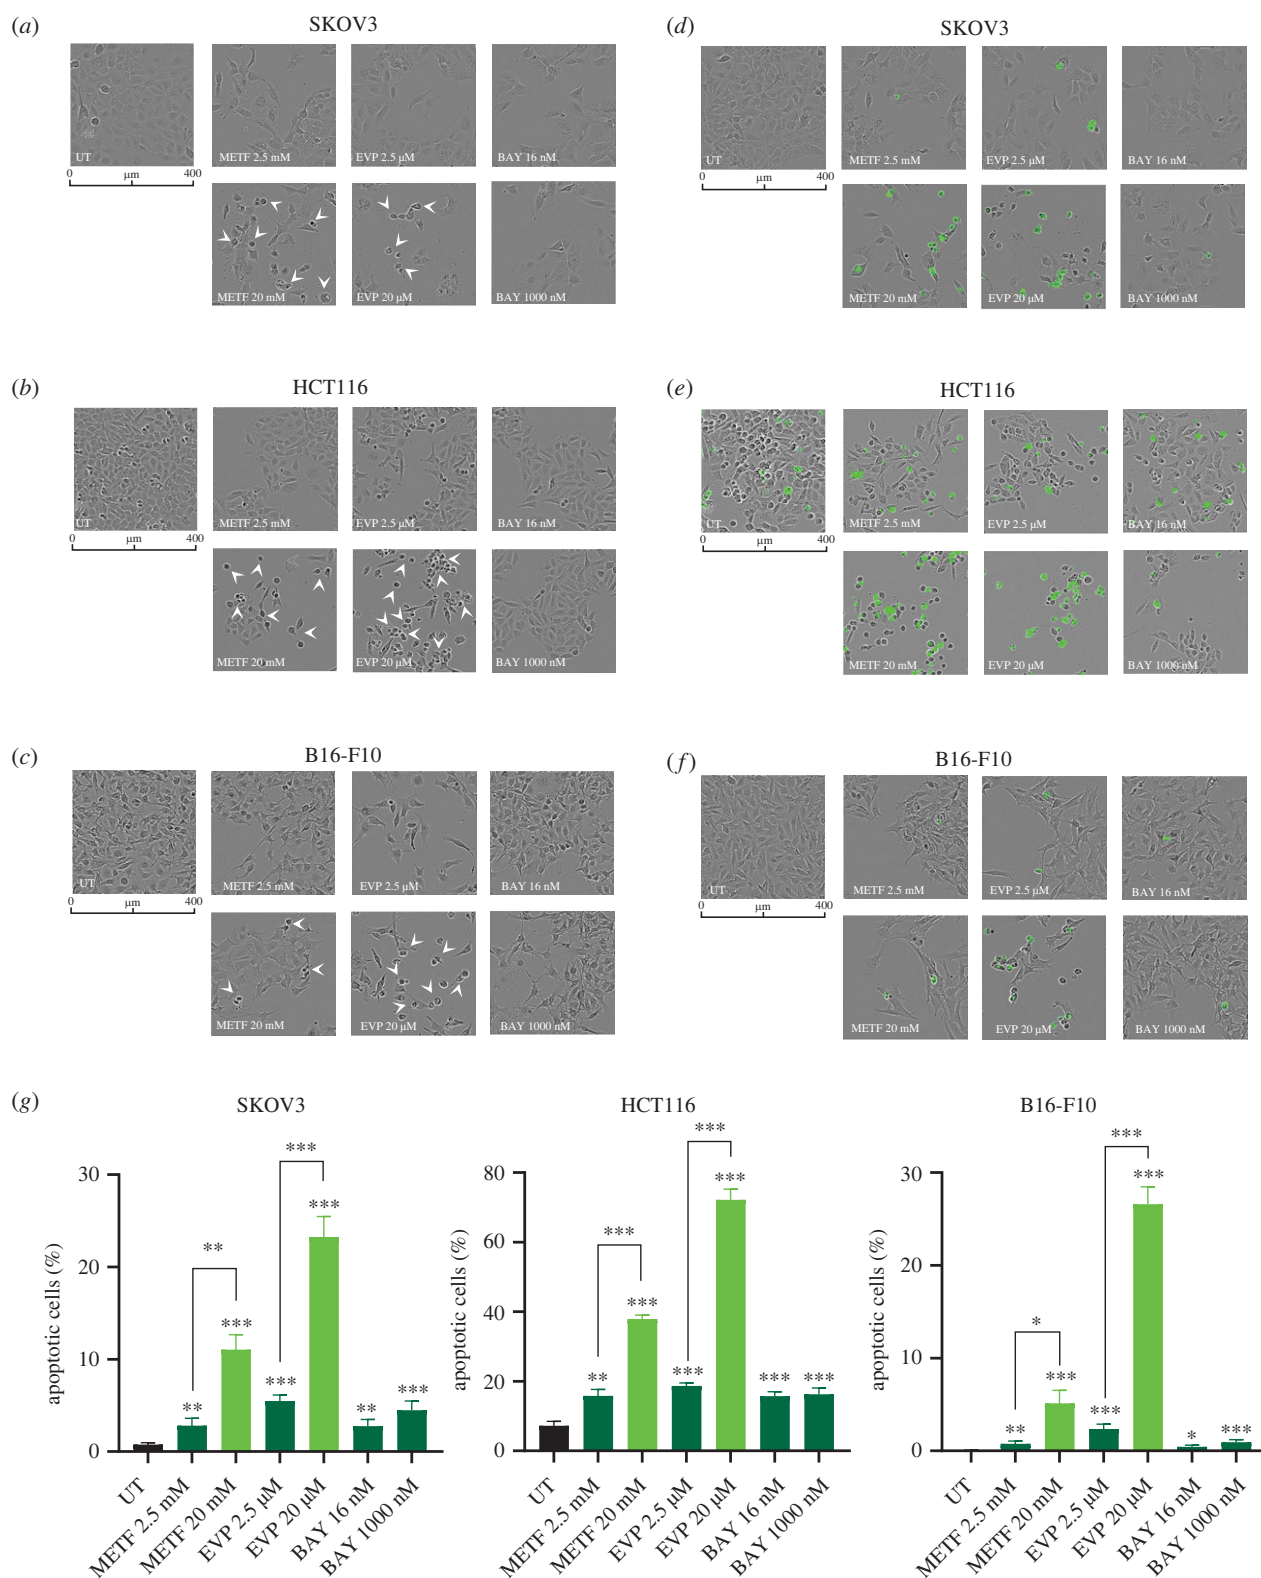 (a)
SKOV3
UT
METF 2.5 mM
EVP 2.5 µM
BAY 16 nM
0 µm 400
METF 20 mM
EVP 20 µM
BAY 1000 nM
(d)
SKOV3
UT
METF 2.5 mM
EVP 2.5 µM
BAY 16 nM
0 µm 400
METF 20 mM
EVP 20 µM
BAY 1000 nM
(b)
HCT116
UT
METF 2.5 mM
EVP 2.5 µM
BAY 16 nM
0 µm 400
METF 20 mM
EVP 20 µM
BAY 1000 nM
(e)
HCT116
UT
METF 2.5 mM
EVP 2.5 µM
BAY 16 nM
0 µm 400
METF 20 mM
EVP 20 µM
BAY 1000 nM
(c)
B16-F10
UT
METF 2.5 mM
EVP 2.5 µM
BAY 16 nM
0 µm 400
METF 20 mM
EVP 20 µM
BAY 1000 nM
(f)
B16-F10
UT
METF 2.5 mM
EVP 2.5 µM
BAY 16 nM
0 µm 400
METF 20 mM
EVP 20 µM
BAY 1000 nM
(g)
SKOV3
apoptotic cells (%)
30
20
10
0
***
***
**
***
***
***
**
**
UT
METF 2.5 mM
METF 20 mM
EVP 2.5 µM
EVP 20 µM
BAY 16 nM
BAY 1000 nM
HCT116
apoptotic cells (%)
80
60
40
20
0
***
***
***
***
**
***
***
***
UT
METF 2.5 mM
METF 20 mM
EVP 2.5 µM
EVP 20 µM
BAY 16 nM
BAY 1000 nM
B16-F10
apoptotic cells (%)
30
20
10
0
***
***
*
***
**
***
*
***
UT
METF 2.5 mM
METF 20 mM
EVP 2.5 µM
EVP 20 µM
BAY 16 nM
BAY 1000 nM